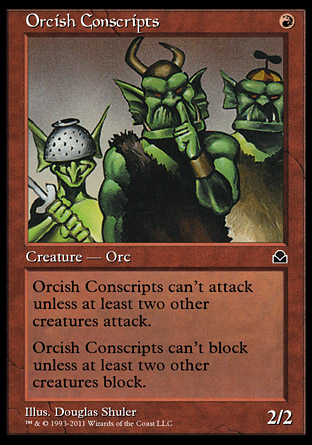 Orcish Conscripts
Creature — Orc
Orcish Conscripts can't attack
unless at least two other
creatures attack.
Orcish Conscripts can't block
unless at least two other
creatures block.
Illus. Douglas Shuler
™ & © 1993-2011 Wizards of the Coast LLC
2/2